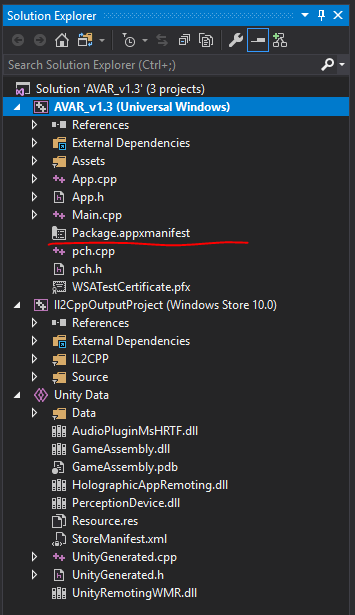 Solution Explorer
Search Solution Explorer (Ctrl+;)
Solution 'AVAR_v1.3' (3 projects)
AVAR_v1.3 (Universal Windows)
References
External Dependencies
Assets
App.cpp
App.h
Main.cpp
Package.appxmanifest
pch.cpp
pch.h
WSATestCertificate.pfx
Il2CppOutputProject (Windows Store 10.0)
References
External Dependencies
IL2CPP
Source
Unity Data
Data
AudioPluginMsHRTF.dll
GameAssembly.dll
GameAssembly.pdb
HolographicAppRemoting.dll
PerceptionDevice.dll
Resource.res
StoreManifest.xml
UnityGenerated.cpp
UnityGenerated.h
UnityRemotingWMR.dll